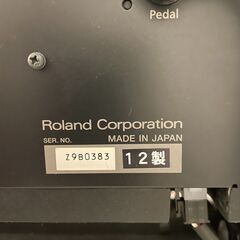 Pedal
Roland Corporation
SER. NO. MADE IN JAPAN
Z9B0383 12製